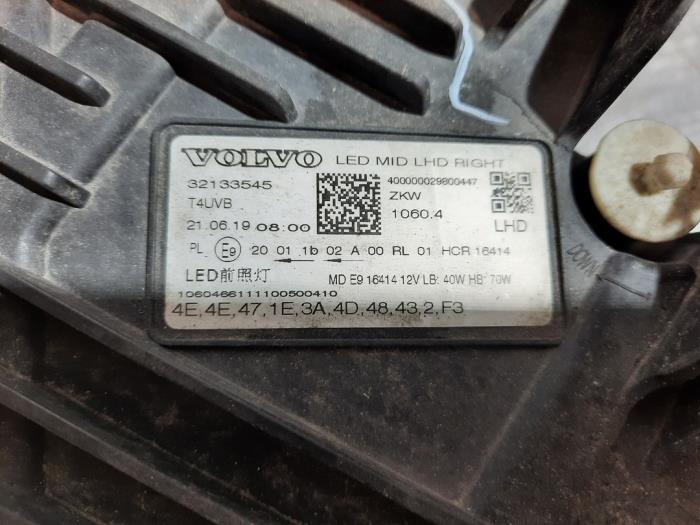 VOLVO LED MID LHD RIGHT
32133545 400000029800447
T4UVB ZKW
21.06.19 08:00 1060.4
LHD
PL E9 20 01 1b 02 A 00 RL 01 HCR 16414
LED前照灯 MD E9 16414 12V LB: 40W HB: 70W
1060466111100500410
4E,4E,47,1E,3A,4D,48,43,2,F3
DOWN